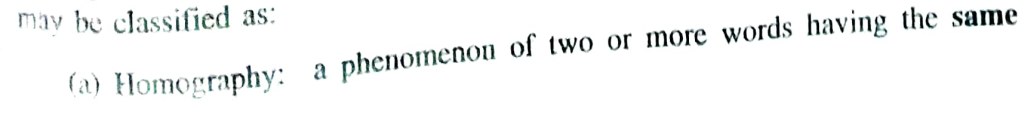 may be classified as:
(a) Homography: a phenomenon of two or more words having the same